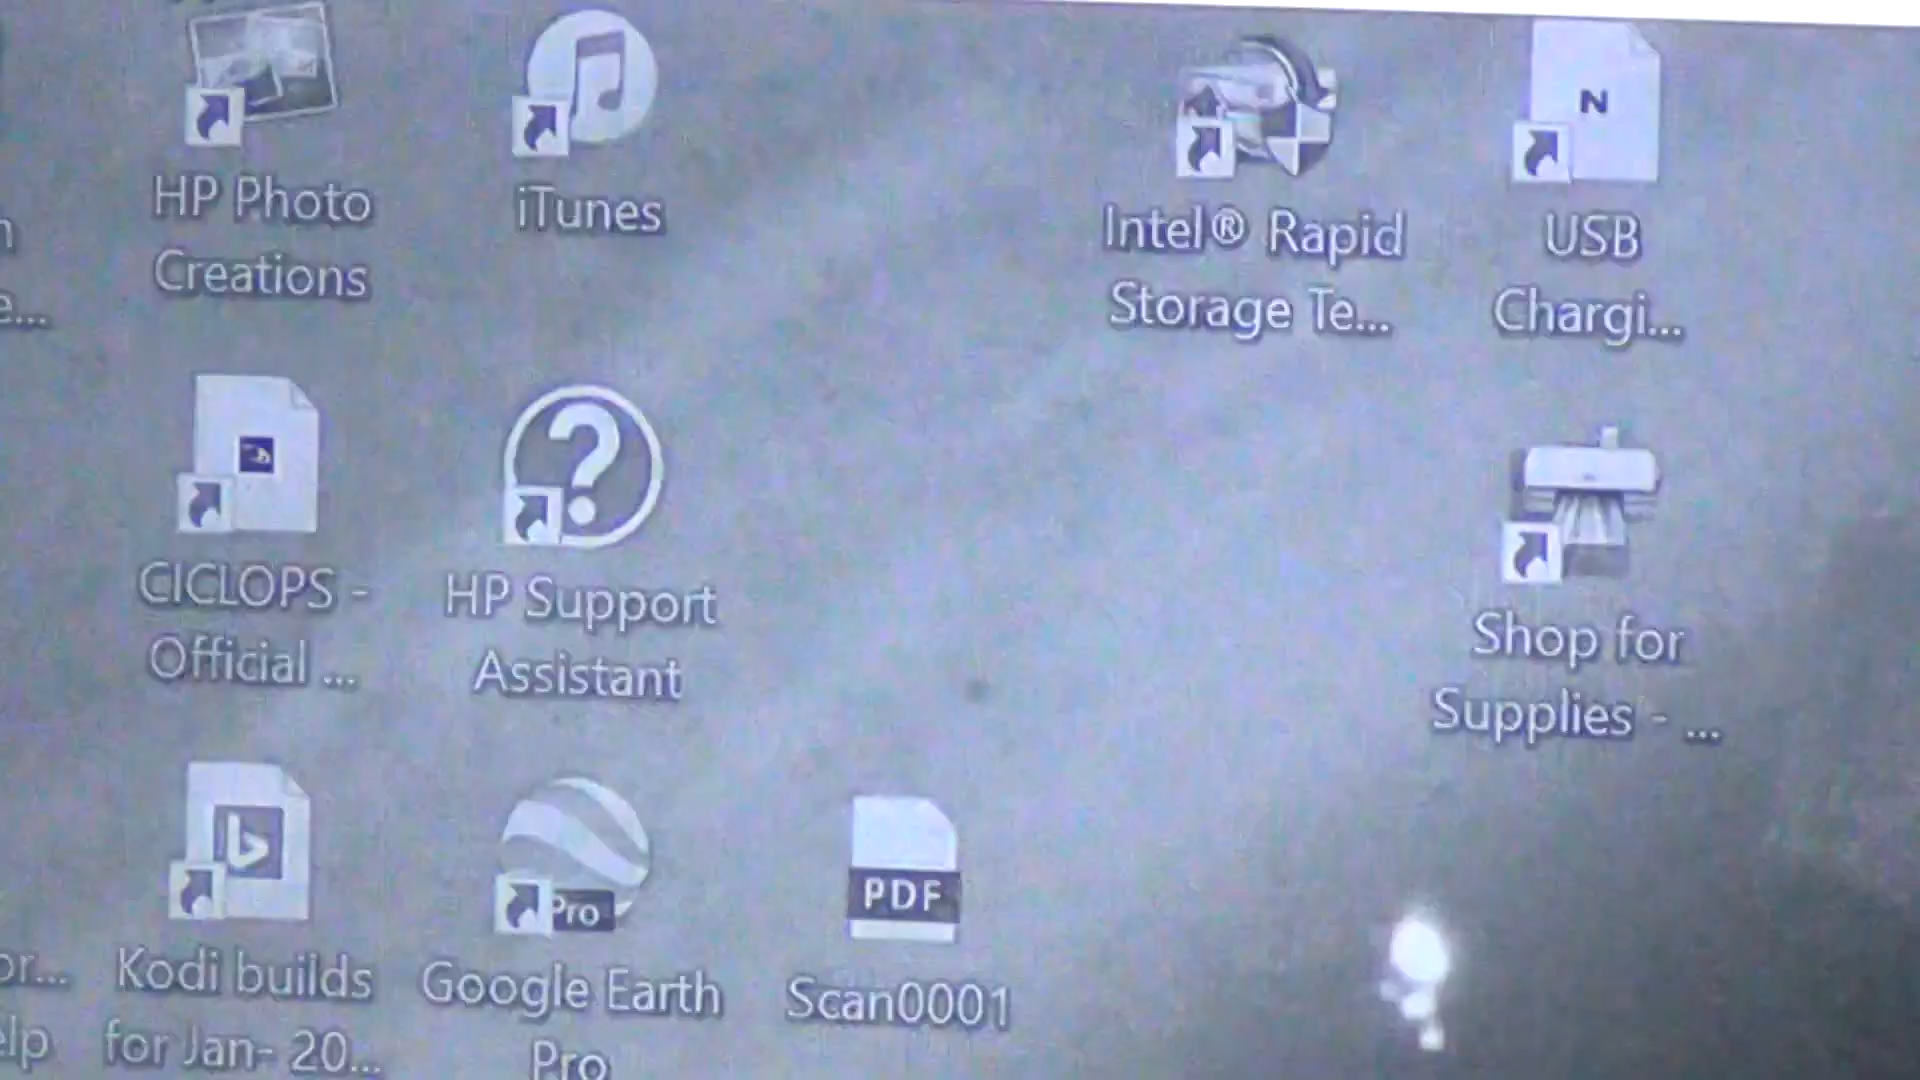 HP Photo
Creations
iTunes
Intel® Rapid
Storage Te...
N
USB
Chargi...
CICLOPS -
Official ...
HP Support
Assistant
Shop for
Supplies - ...
Kodi builds
for Jan- 20...
Pro
Google Earth
Pro
PDF
Scan0001